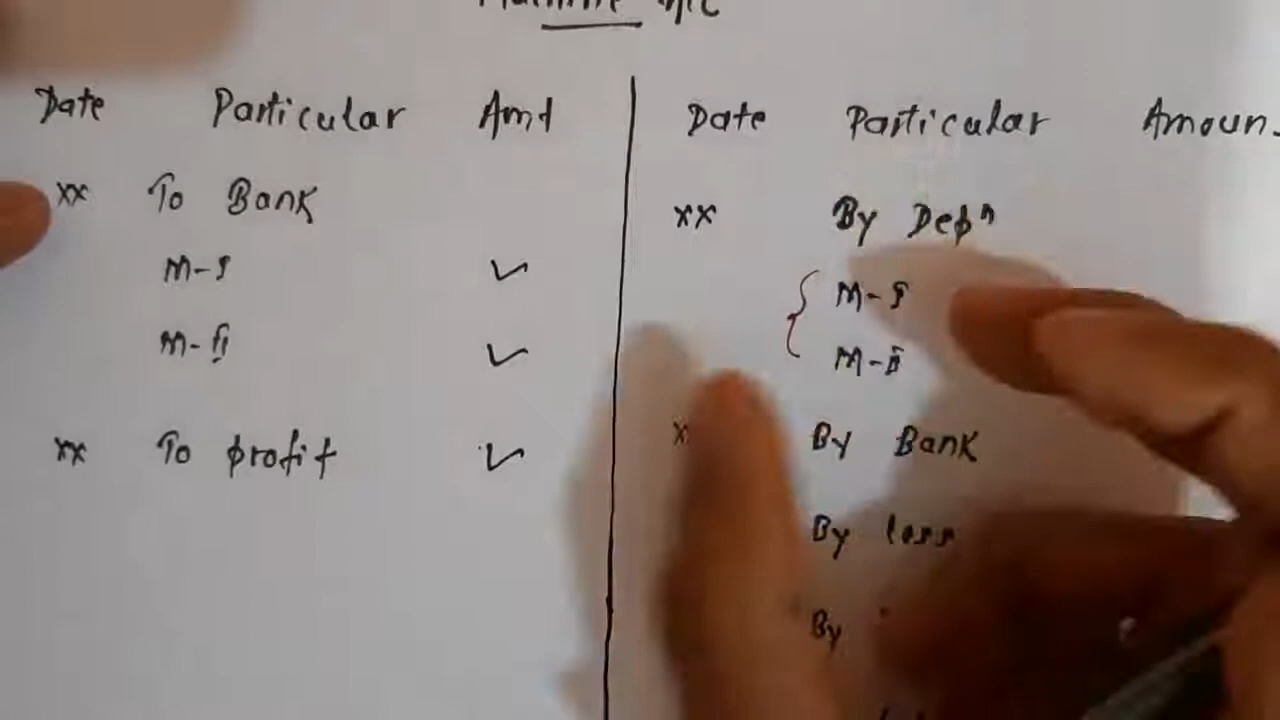 Machine A/C
Date Particular Amt
xx To Bank
M-I ✓
M-II ✓
xx To profit ✓
Date Particular Amoun
xx By Depn
M-I
M-II
x By Bank
By loss
By